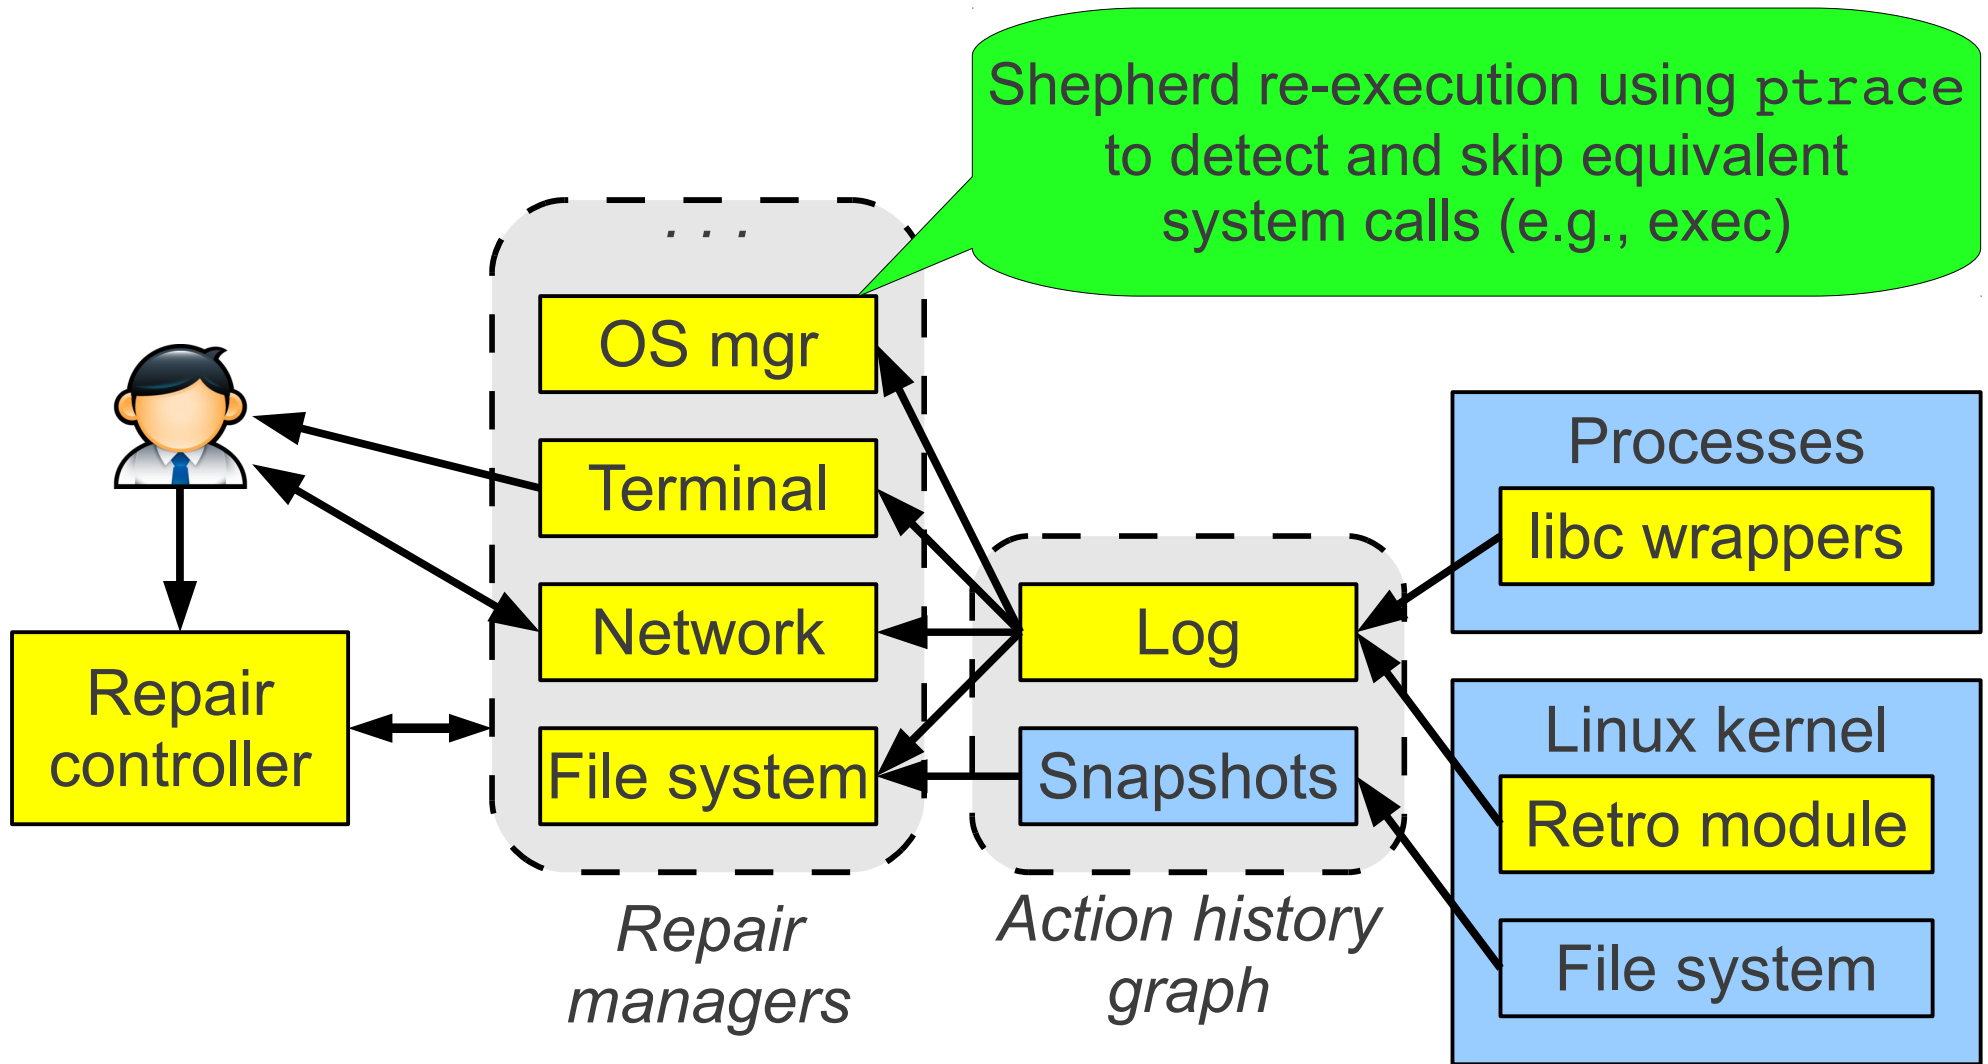 Shepherd re-execution using ptrace
to detect and skip equivalent
system calls (e.g., exec)
. . .
OS mgr
Terminal
Network
File system
Repair
managers
Repair
controller
Log
Snapshots
Action history
graph
Processes
libc wrappers
Linux kernel
Retro module
File system